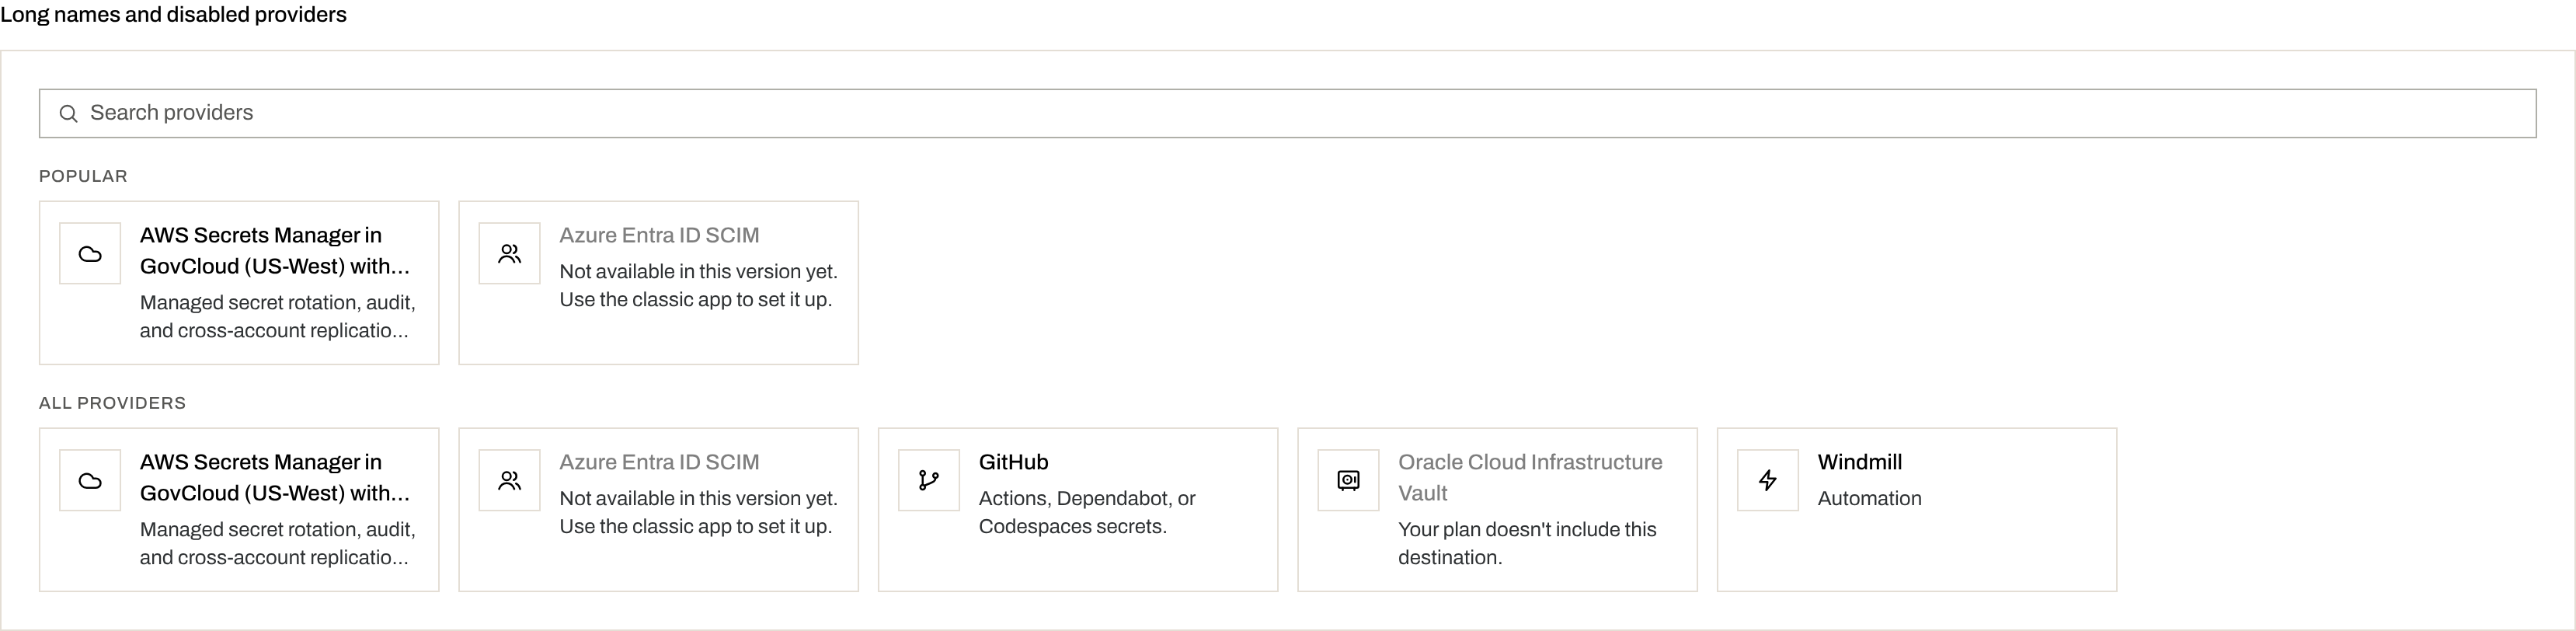 Long names and disabled providers
Search providers
POPULAR
AWS Secrets Manager in
GovCloud (US-West) with...
Managed secret rotation, audit,
and cross-account replicatio...
Azure Entra ID SCIM
Not available in this version yet.
Use the classic app to set it up.
ALL PROVIDERS
AWS Secrets Manager in
GovCloud (US-West) with...
Managed secret rotation, audit,
and cross-account replicatio...
Azure Entra ID SCIM
Not available in this version yet.
Use the classic app to set it up.
GitHub
Actions, Dependabot, or
Codespaces secrets.
Oracle Cloud Infrastructure
Vault
Your plan doesn't include this
destination.
Windmill
Automation